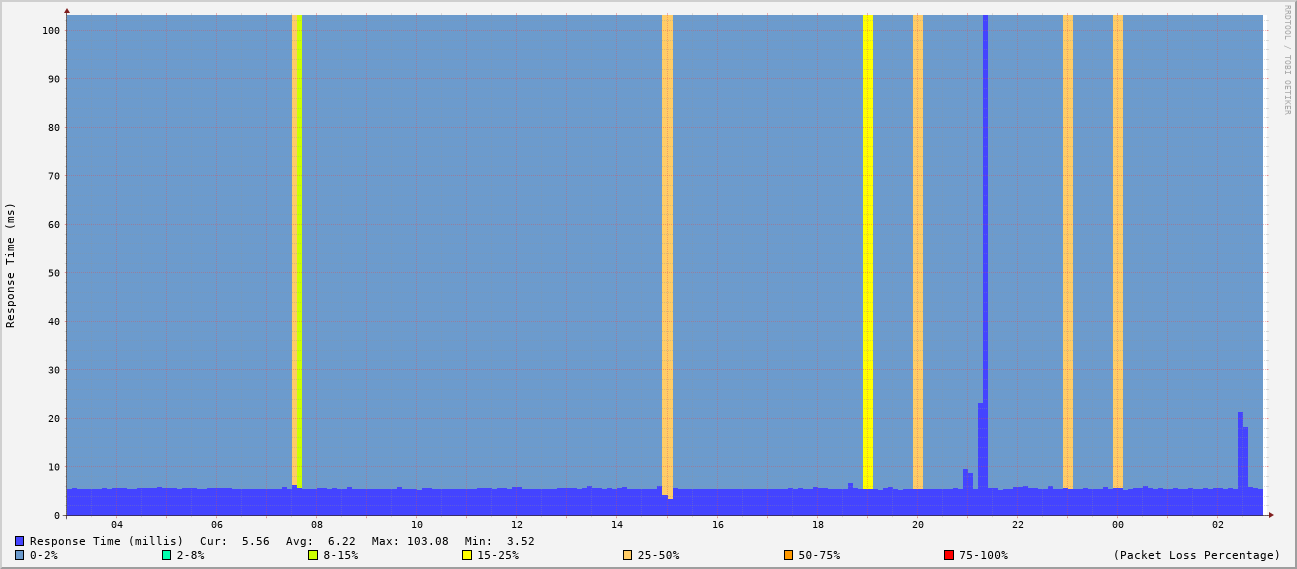 RRDTOOL / TOBI OETIKER
Response Time (ms)
100
90
80
70
60
50
40
30
20
10
0
04 06 08 10 12 14 16 18 20 22 00 02
Response Time (millis) Cur: 5.56 Avg: 6.22 Max: 103.08 Min: 3.52
0-2% 2-8% 8-15% 15-25% 25-50% 50-75% 75-100% (Packet Loss Percentage)